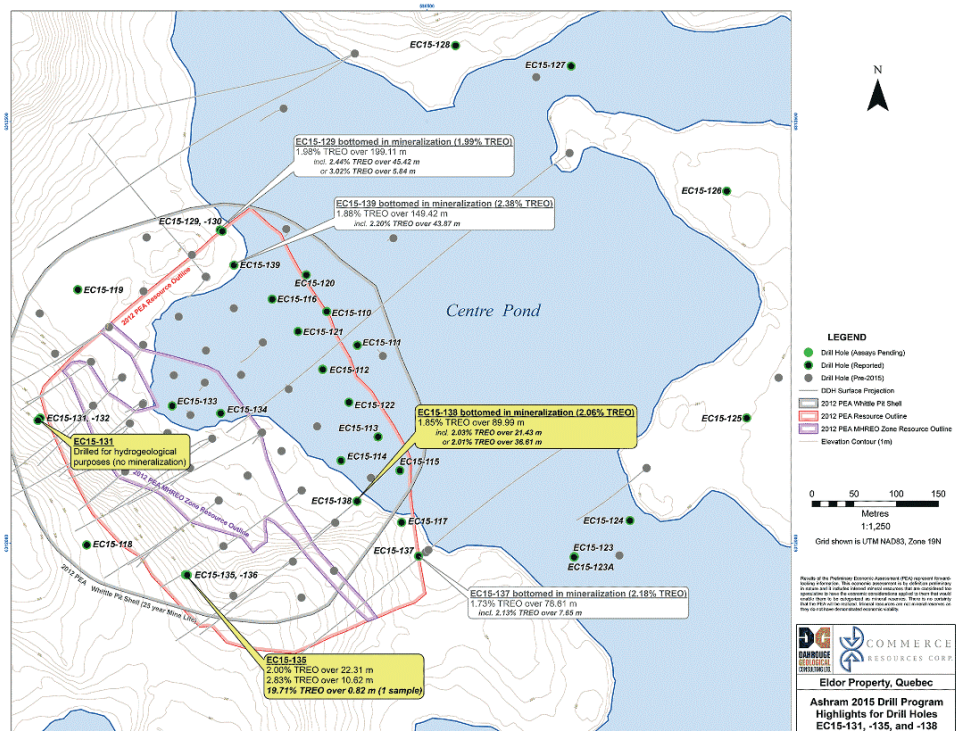 EC15-128
EC15-127
N
EC15-129 bottomed in mineralization (1.99% TREO)
1.98% TREO over 199.11 m
incl. 2.44% TREO over 45.42 m
or 3.02% TREO over 5.84 m
EC15-126
EC15-139 bottomed in mineralization (2.38% TREO)
1.88% TREO over 149.42 m
incl. 2.20% TREO over 43.87 m
EC15-129, -130
EC15-139
EC15-120
EC15-119
EC15-116
2012 PEA Resource Outline
EC15-110
Centre Pond
EC15-121
EC15-111
EC15-112
LEGEND
Drill Hole (Assays Pending)
Drill Hole (Reported)
Drill Hole (Pre-2015)
DDH Surface Projection
2012 PEA Whittle Pit Shell
2012 PEA Resource Outline
2012 PEA MHREO Zone Resource Outline
Elevation Contour (1m)
EC15-133
EC15-134
EC15-122
EC15-131, -132
EC15-138 bottomed in mineralization (2.06% TREO)
1.85% TREO over 89.99 m
incl. 2.03% TREO over 21.43 m
or 2.01% TREO over 36.61 m
EC15-125
EC15-113
EC15-131
Drilled for hydrogeological
purposes (no mineralization)
EC15-114
EC15-115
2012 PEA MHREO Zone Resource Outline
EC15-138
0 50 100 150
Metres
1:1,250
Grid shown is UTM NAD83, Zone 19N
EC15-117
EC15-124
EC15-118
EC15-137
EC15-123
EC15-123A
EC15-135, -136
2012 PEA Whittle Pit Shell (25 year Mine Life)
EC15-137 bottomed in mineralization (2.18% TREO)
1.73% TREO over 78.81 m
incl. 2.13% TREO over 7.65 m
EC15-135
2.00% TREO over 22.31 m
2.83% TREO over 10.62 m
19.71% TREO over 0.82 m (1 sample)
DG
DAHROUGE
GEOLOGICAL
CONSULTING LTD.
COMMERCE
RESOURCES CORP.
Eldor Property, Quebec
Ashram 2015 Drill Program
Highlights for Drill Holes
EC15-131, -135, and -138